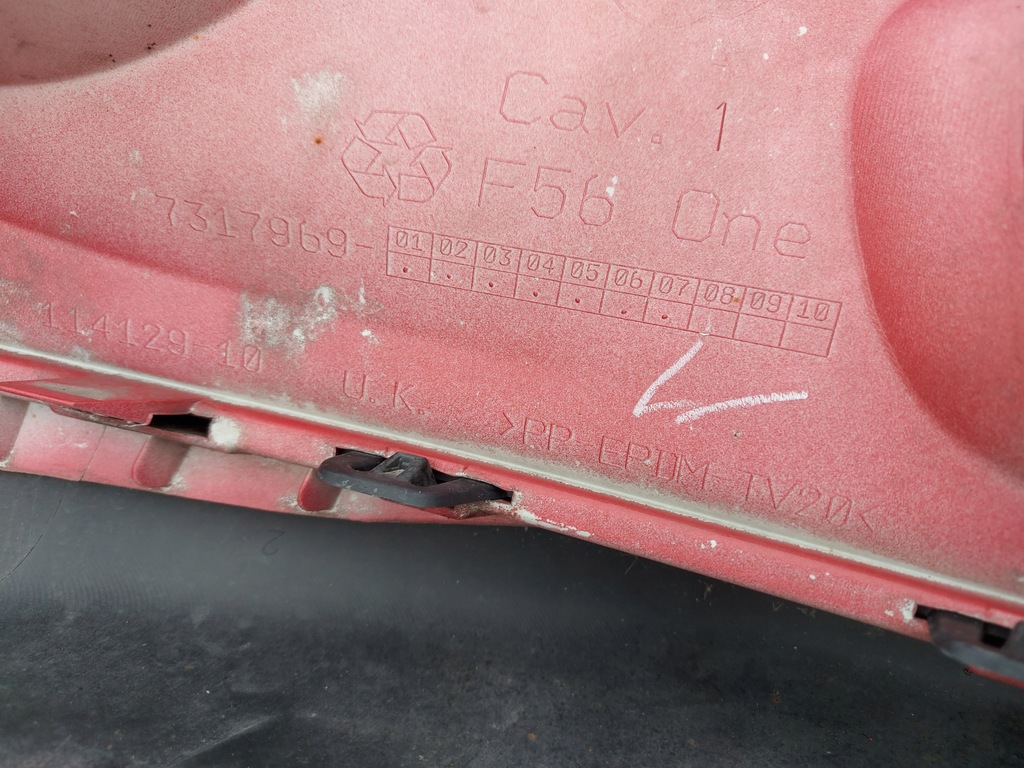 Cav. 1
F56 One
7317969-
01 02 03 04 05 06 07 08 09 10
114129-10
U.K.
>PP EPDM TV20<